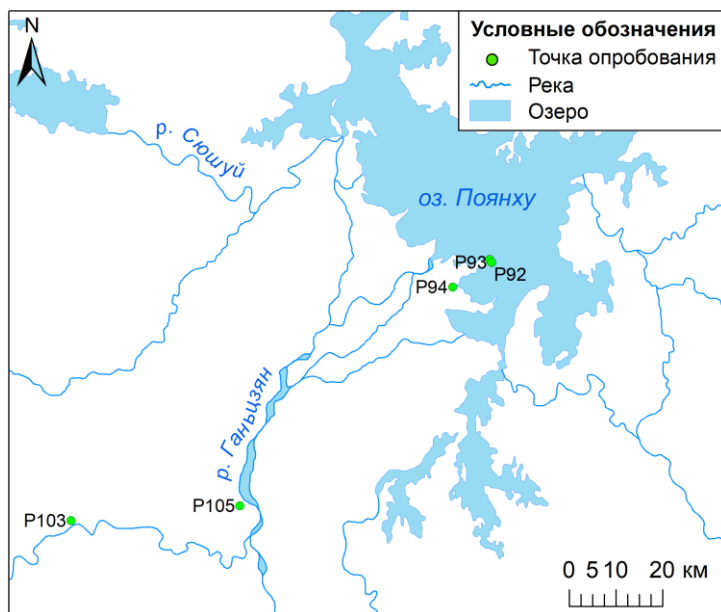 N
Условные обозначения
Точка опробования
Река
Озеро
р. Сюшуй
оз. Поянху
P93
P92
P94
р. Ганьцзян
P105
P103
0 5 10 20 км